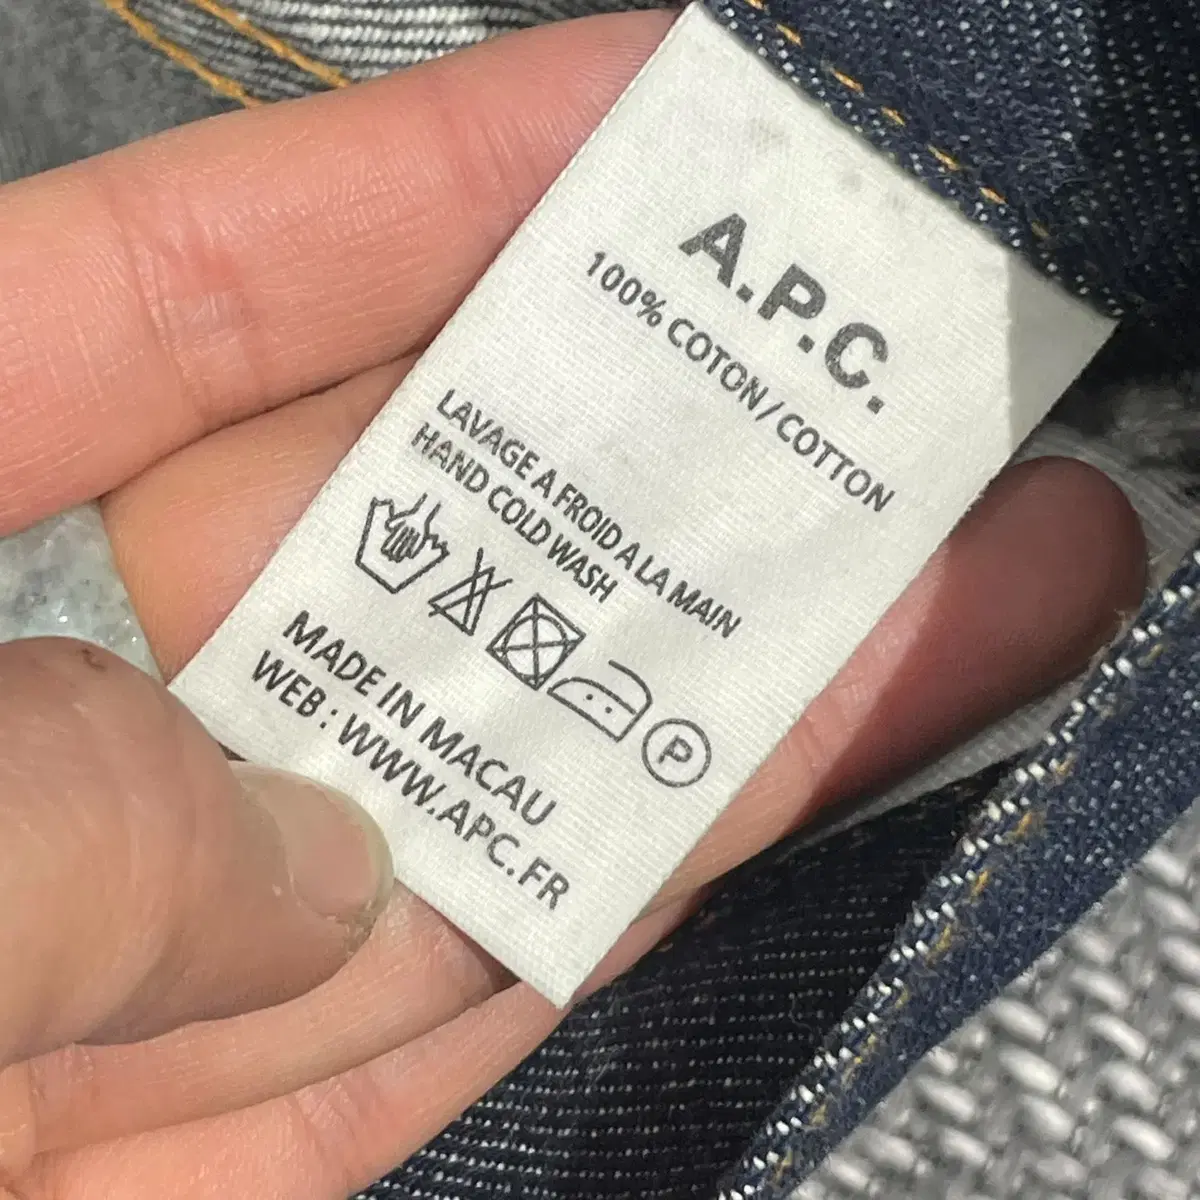 A.P.C.
100% COTON/COTTON
LAVAGE A FROID A LA MAIN
HAND COLD WASH
P
MADE IN MACAU
WEB : WWW.APC.FR